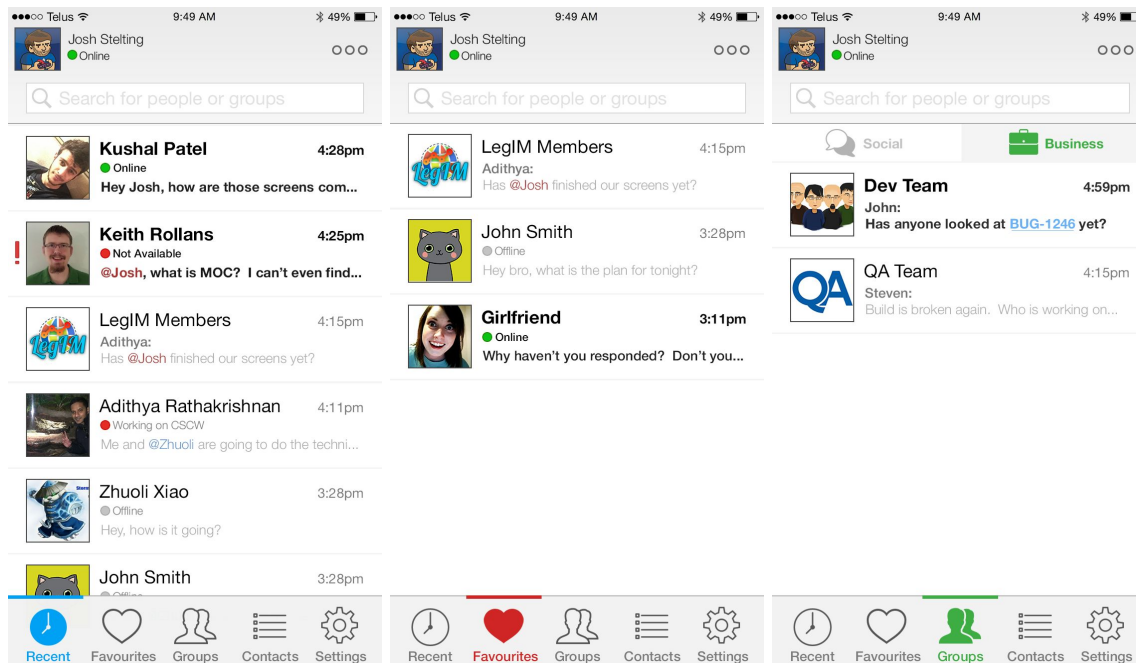 Telus 9:49 AM 49%
Josh Stelting
Online
Search for people or groups
Kushal Patel 4:28pm
Online
Hey Josh, how are those screens com...
Keith Rollans 4:25pm
Not Available
@Josh, what is MOC? I can't even find...
LegIM
LegIM Members 4:15pm
Adithya:
Has @Josh finished our screens yet?
Adithya Rathakrishnan 4:11pm
Working on CSCW
Me and @Zhuoli are going to do the techni...
Zhuoli Xiao 3:28pm
Offline
Hey, how is it going?
John Smith 3:28pm
Offline
Recent Favourites Groups Contacts Settings
Telus 9:49 AM 49%
Josh Stelting
Online
Search for people or groups
LegIM
LegIM Members 4:15pm
Adithya:
Has @Josh finished our screens yet?
John Smith 3:28pm
Offline
Hey bro, what is the plan for tonight?
Girlfriend 3:11pm
Online
Why haven't you responded? Don't you...
Recent Favourites Groups Contacts Settings
Telus 9:49 AM 49%
Josh Stelting
Online
Search for people or groups
Social Business
Dev Team 4:59pm
John:
Has anyone looked at BUG-1246 yet?
QA
QA Team 4:15pm
Steven:
Build is broken again. Who is working on...
Recent Favourites Groups Contacts Settings